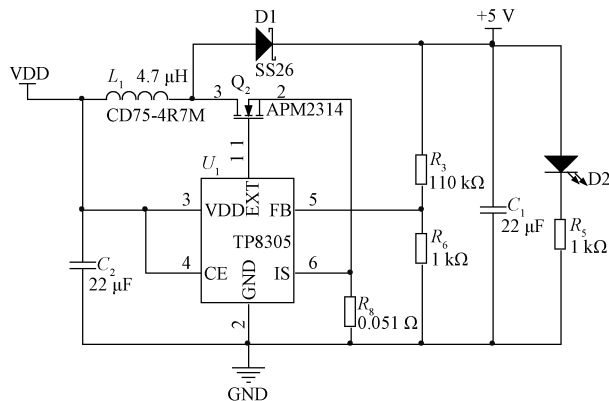 D1
+5 V
SS26
VDD
L1 4.7 μH
3
Q2
2
CD75-4R7M
APM2314
1 1
U1
R3
110 kΩ
D2
3
VDD
EXT
FB
5
TP8305
C1
22 μF
R5
1 kΩ
R6
1 kΩ
C2
22 μF
4
CE
GND
IS
6
R8
0.051 Ω
2
GND